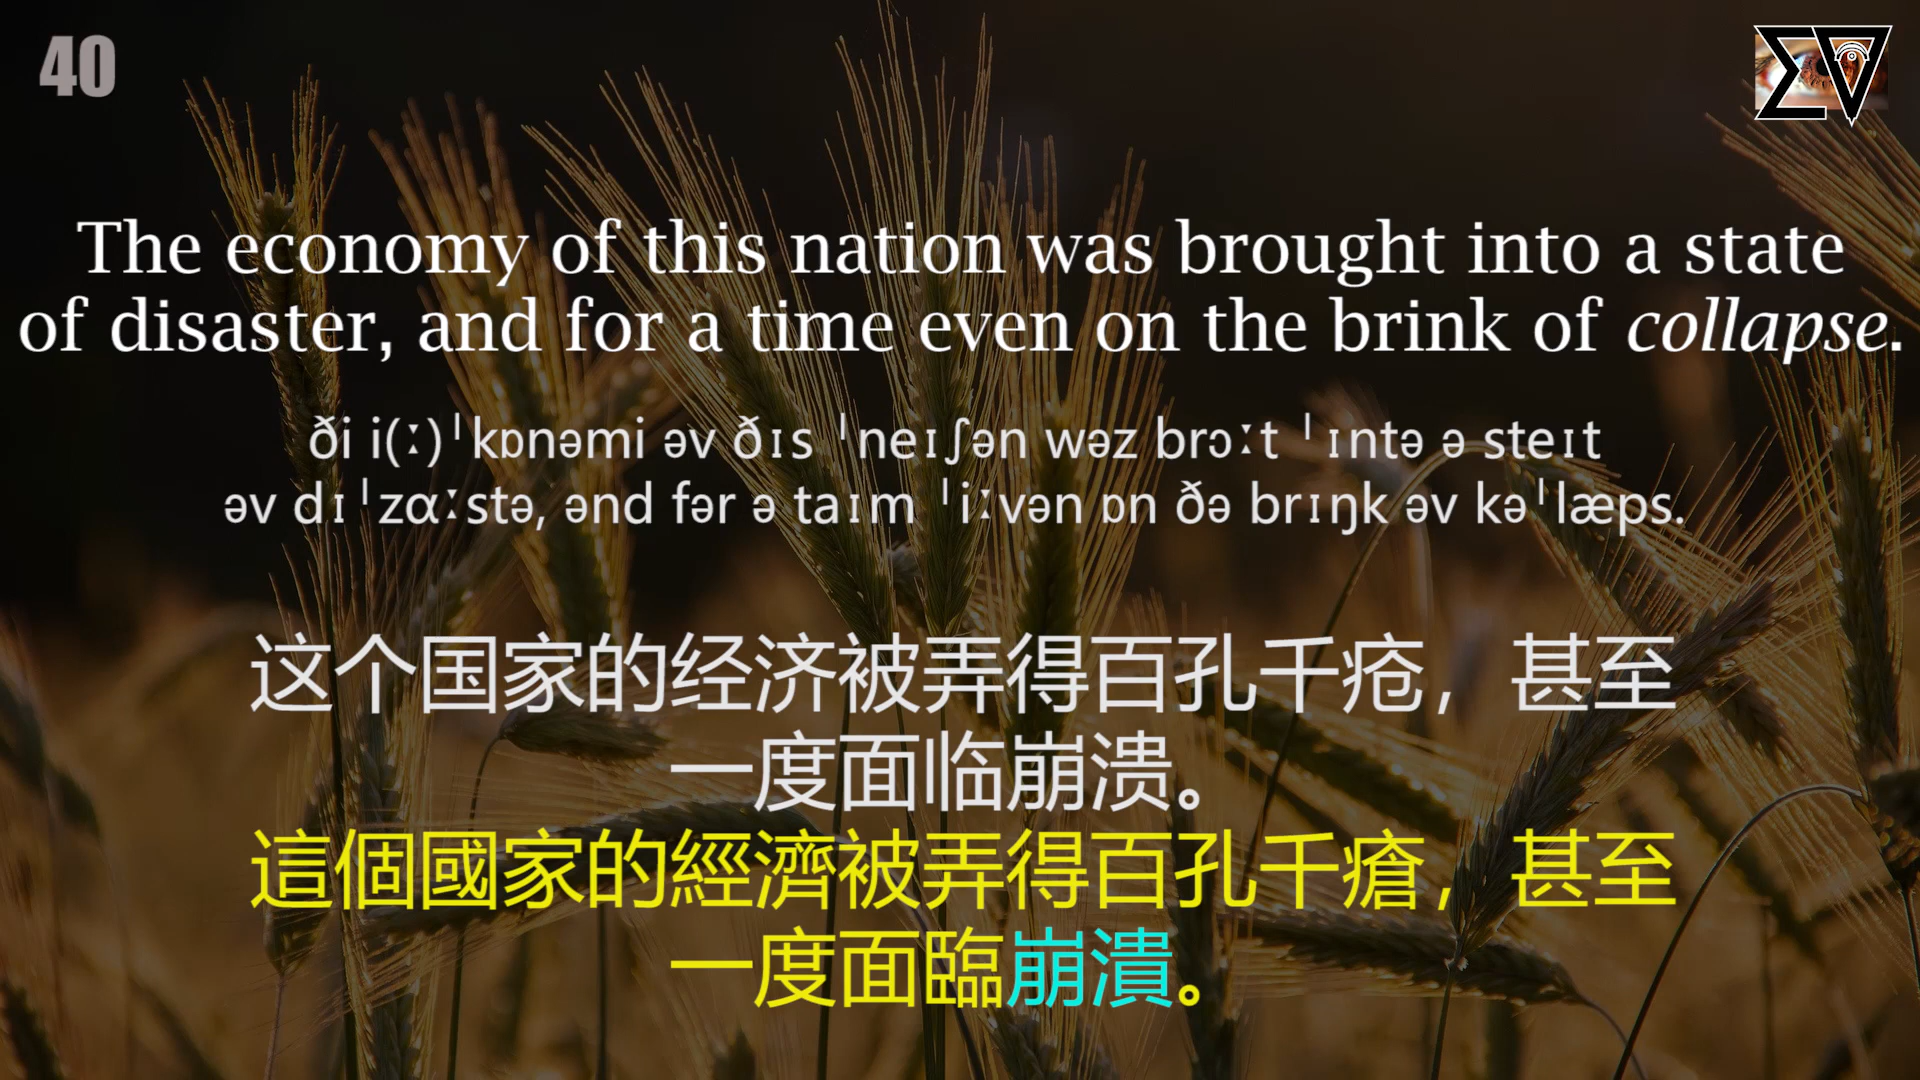 40
The economy of this nation was brought into a state
of disaster, and for a time even on the brink of collapse.
ði i(ː)ˈkɒnəmi əv ðɪs ˈneɪʃən wəz brɔːt ˈɪntə ə steɪt
əv dɪˈzɑːstə, ənd fər ə taɪm ˈiːvən ɒn ðə brɪŋk əv kəˈlæps.
这个国家的经济被弄得百孔千疮，甚至
一度面临崩溃。
這個國家的經濟被弄得百孔千瘡，甚至
一度面臨崩潰。